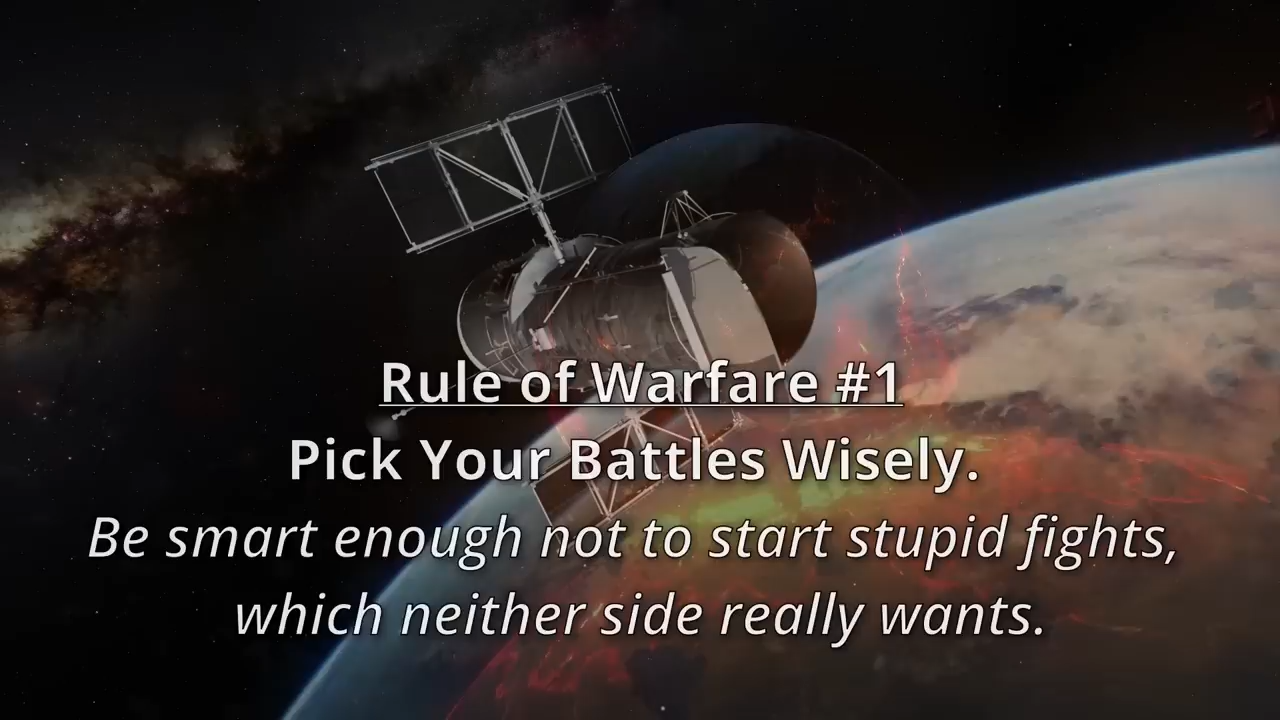 Rule of Warfare #1
Pick Your Battles Wisely.
Be smart enough not to start stupid fights,
which neither side really wants.